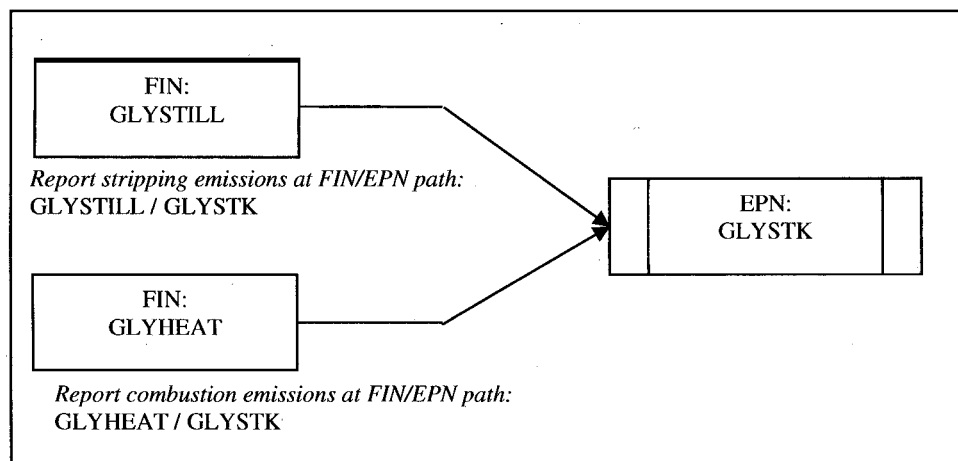 FIN:
GLYSTILL
Report stripping emissions at FIN/EPN path:
GLYSTILL / GLYSTK
EPN:
GLYSTK
FIN:
GLYHEAT
Report combustion emissions at FIN/EPN path:
GLYHEAT / GLYSTK